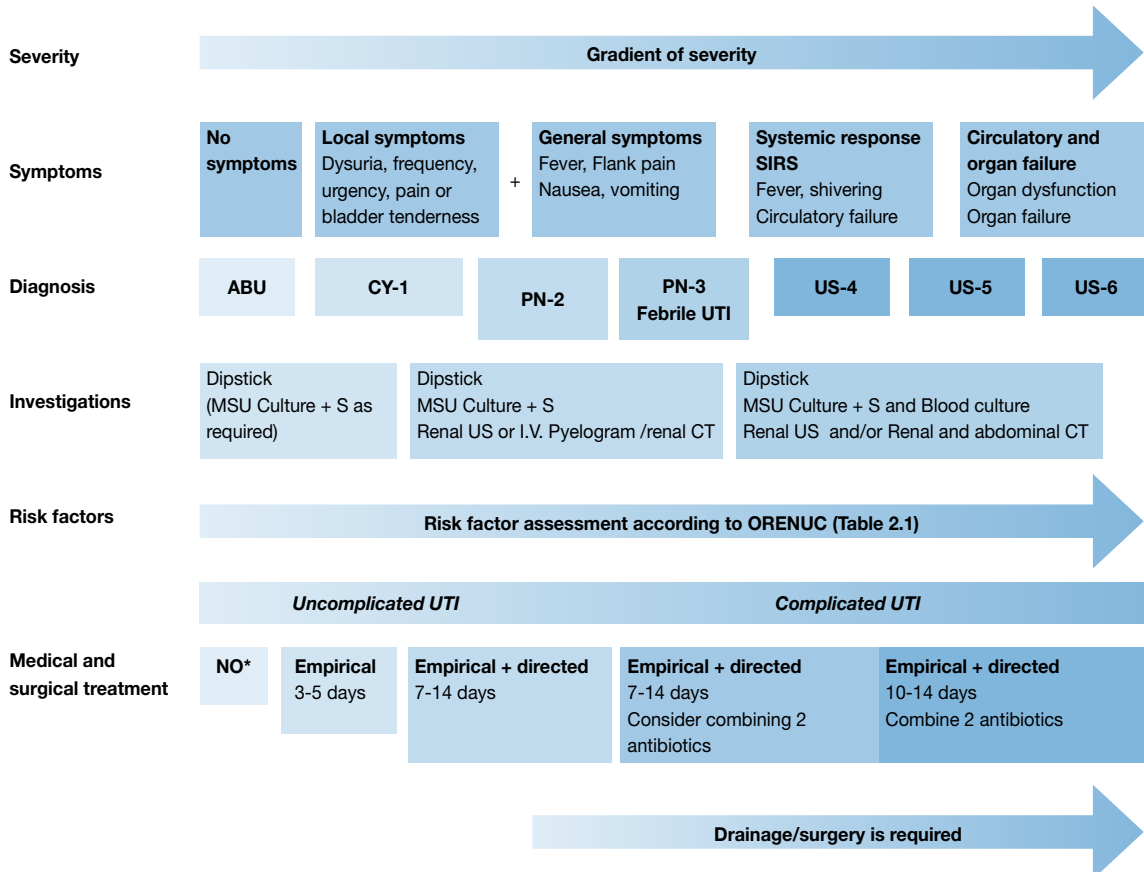 Severity
Gradient of severity
Symptoms
No
symptoms
Local symptoms
Dysuria, frequency,
urgency, pain or
bladder tenderness
+
General symptoms
Fever, Flank pain
Nausea, vomiting
Systemic response
SIRS
Fever, shivering
Circulatory failure
Circulatory and
organ failure
Organ dysfunction
Organ failure
Diagnosis
ABU
CY-1
PN-2
PN-3
Febrile UTI
US-4
US-5
US-6
Investigations
Dipstick
(MSU Culture + S as
required)
Dipstick
MSU Culture + S
Renal US or I.V. Pyelogram /renal CT
Dipstick
MSU Culture + S and Blood culture
Renal US and/or Renal and abdominal CT
Risk factors
Risk factor assessment according to ORENUC (Table 2.1)
Uncomplicated UTI
Complicated UTI
Medical and
surgical treatment
NO*
Empirical
3-5 days
Empirical + directed
7-14 days
Empirical + directed
7-14 days
Consider combining 2
antibiotics
Empirical + directed
10-14 days
Combine 2 antibiotics
Drainage/surgery is required